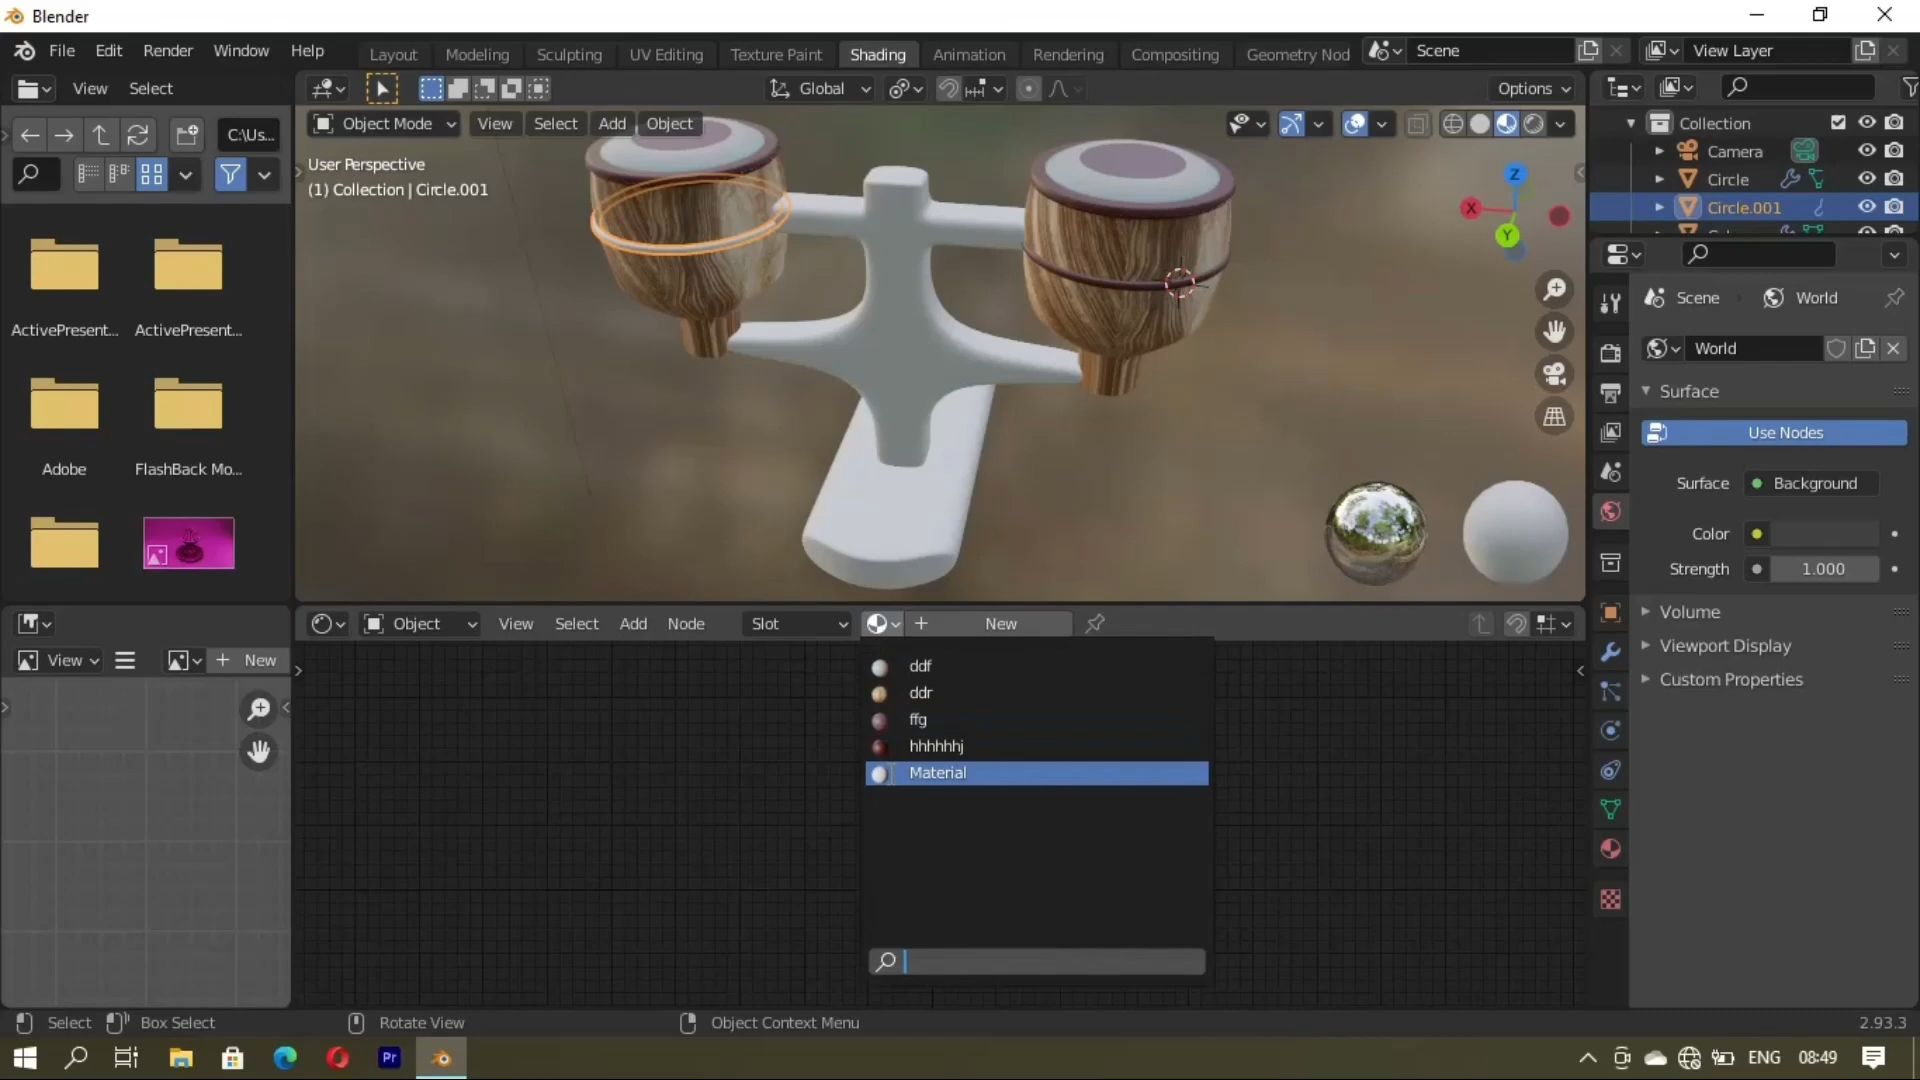 Blender
File Edit Render Window Help
Layout Modeling Sculpting UV Editing Texture Paint Shading Animation Rendering Compositing Geometry Nod
Scene
View Layer
View Select
Global
Options
C:\Us...
Object Mode View Select Add Object
User Perspective
(1) Collection | Circle.001
Z
X
Y
ActivePresent...
ActivePresent...
Adobe
FlashBack Mo...
Collection
Camera
Circle
Circle.001
Scene
World
World
Surface
Use Nodes
Surface Background
Color
Strength 1.000
Volume
Viewport Display
Custom Properties
Object View Select Add Node Slot New
View New
ddf
ddr
ffg
hhhhhhj
Material
Select Box Select Rotate View Object Context Menu 2.93.3
Pr
ENG 08:49